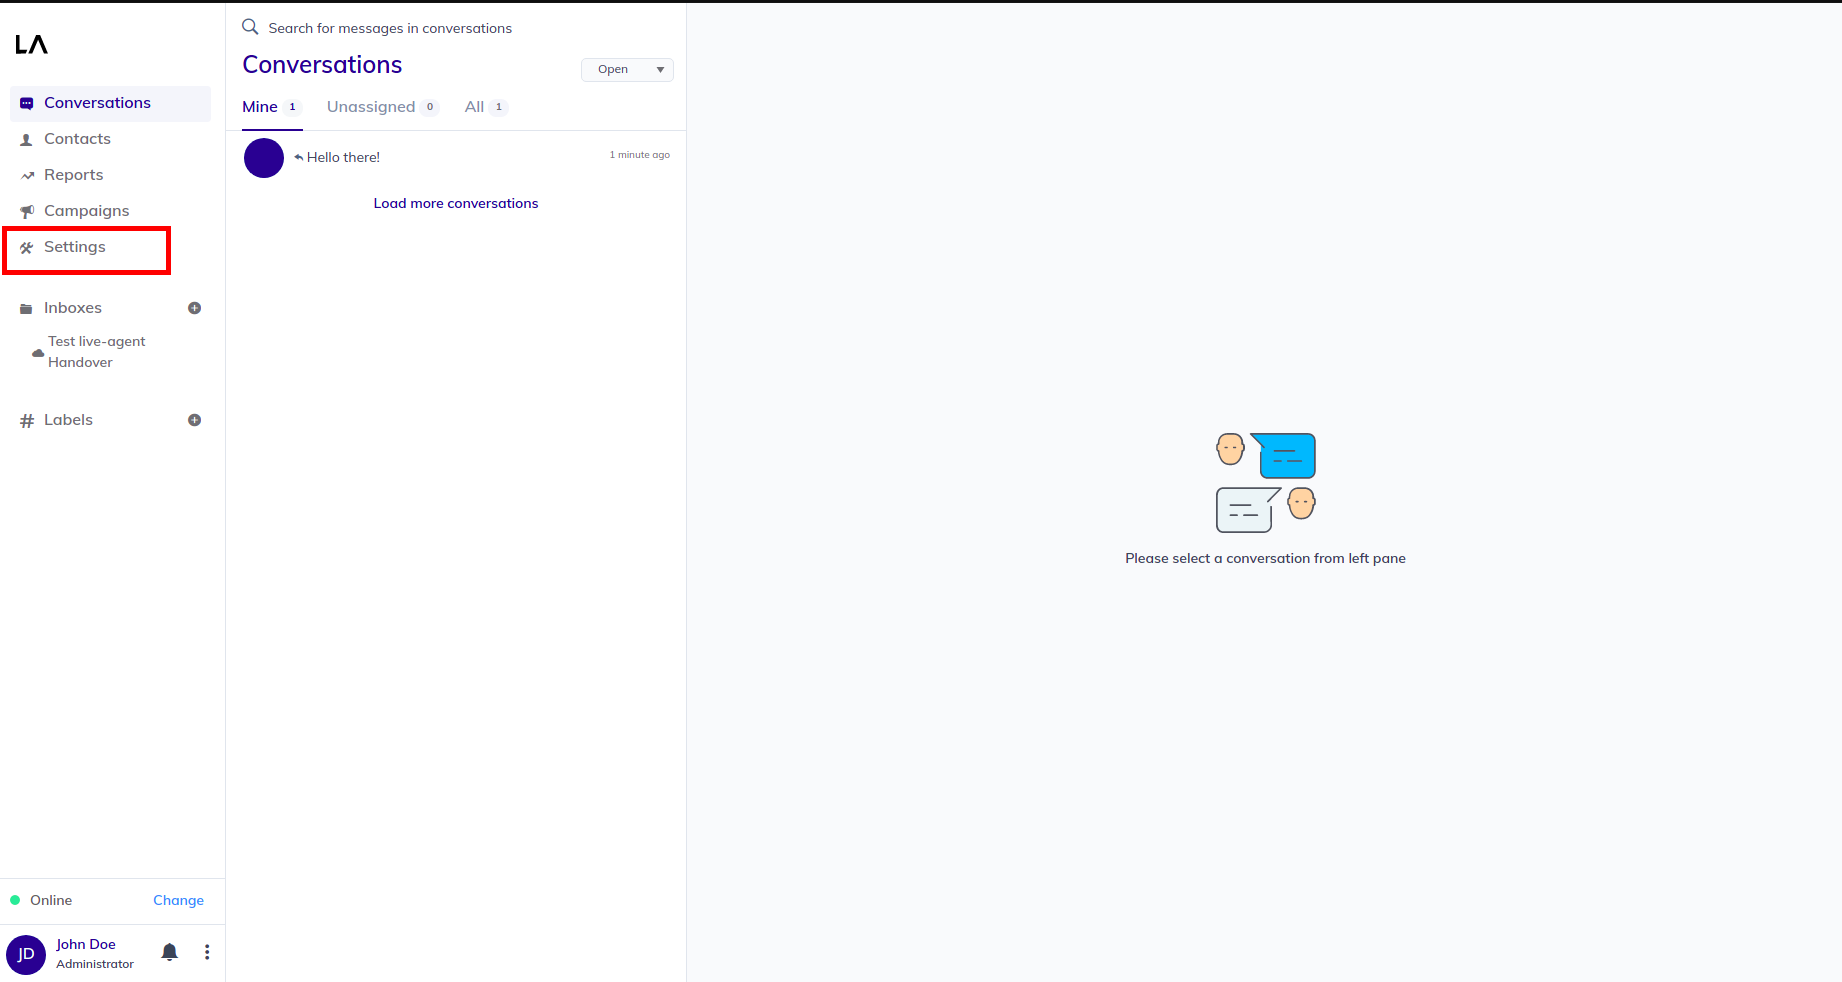 LA
Conversations
Contacts
Reports
Campaigns
Settings
Inboxes
Test live-agent
Handover
Labels
Online Change
JD
John Doe
Administrator
Search for messages in conversations
Conversations
Open
Mine 1 Unassigned 0 All 1
Hello there! 1 minute ago
Load more conversations
Please select a conversation from left pane